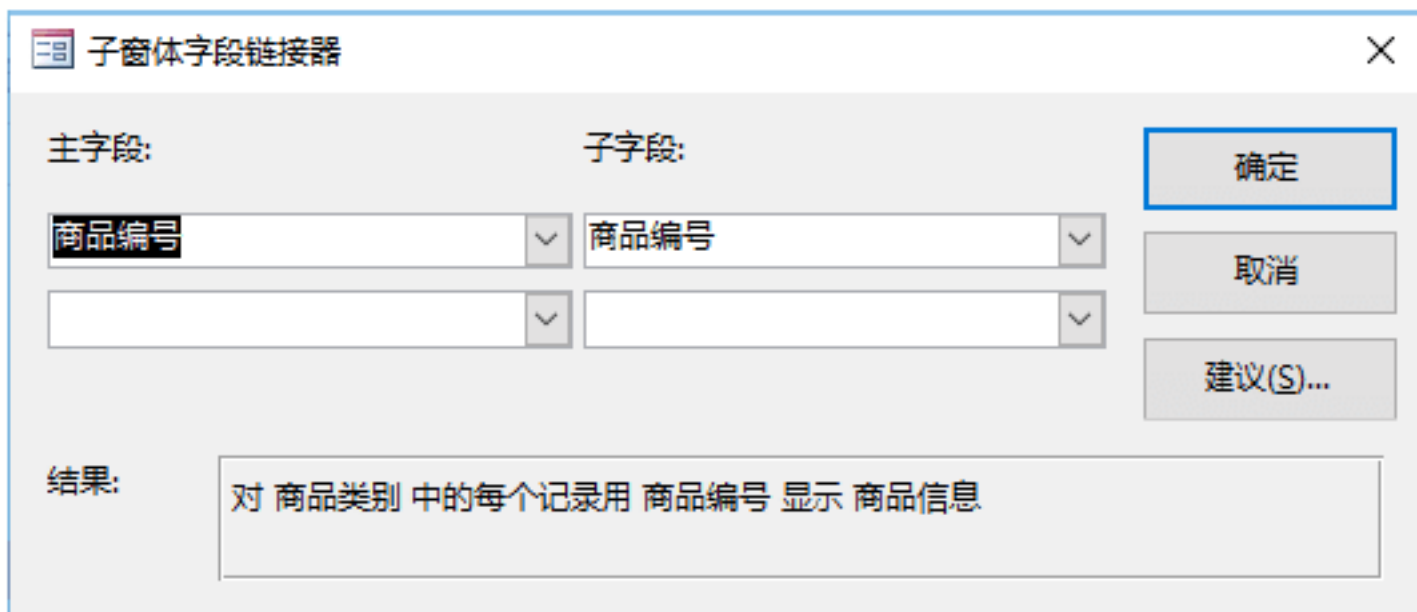 子窗体字段链接器
主字段: 子字段:
确定
商品编号 商品编号
取消
建议(S)...
结果: 对 商品类别 中的每个记录用 商品编号 显示 商品信息